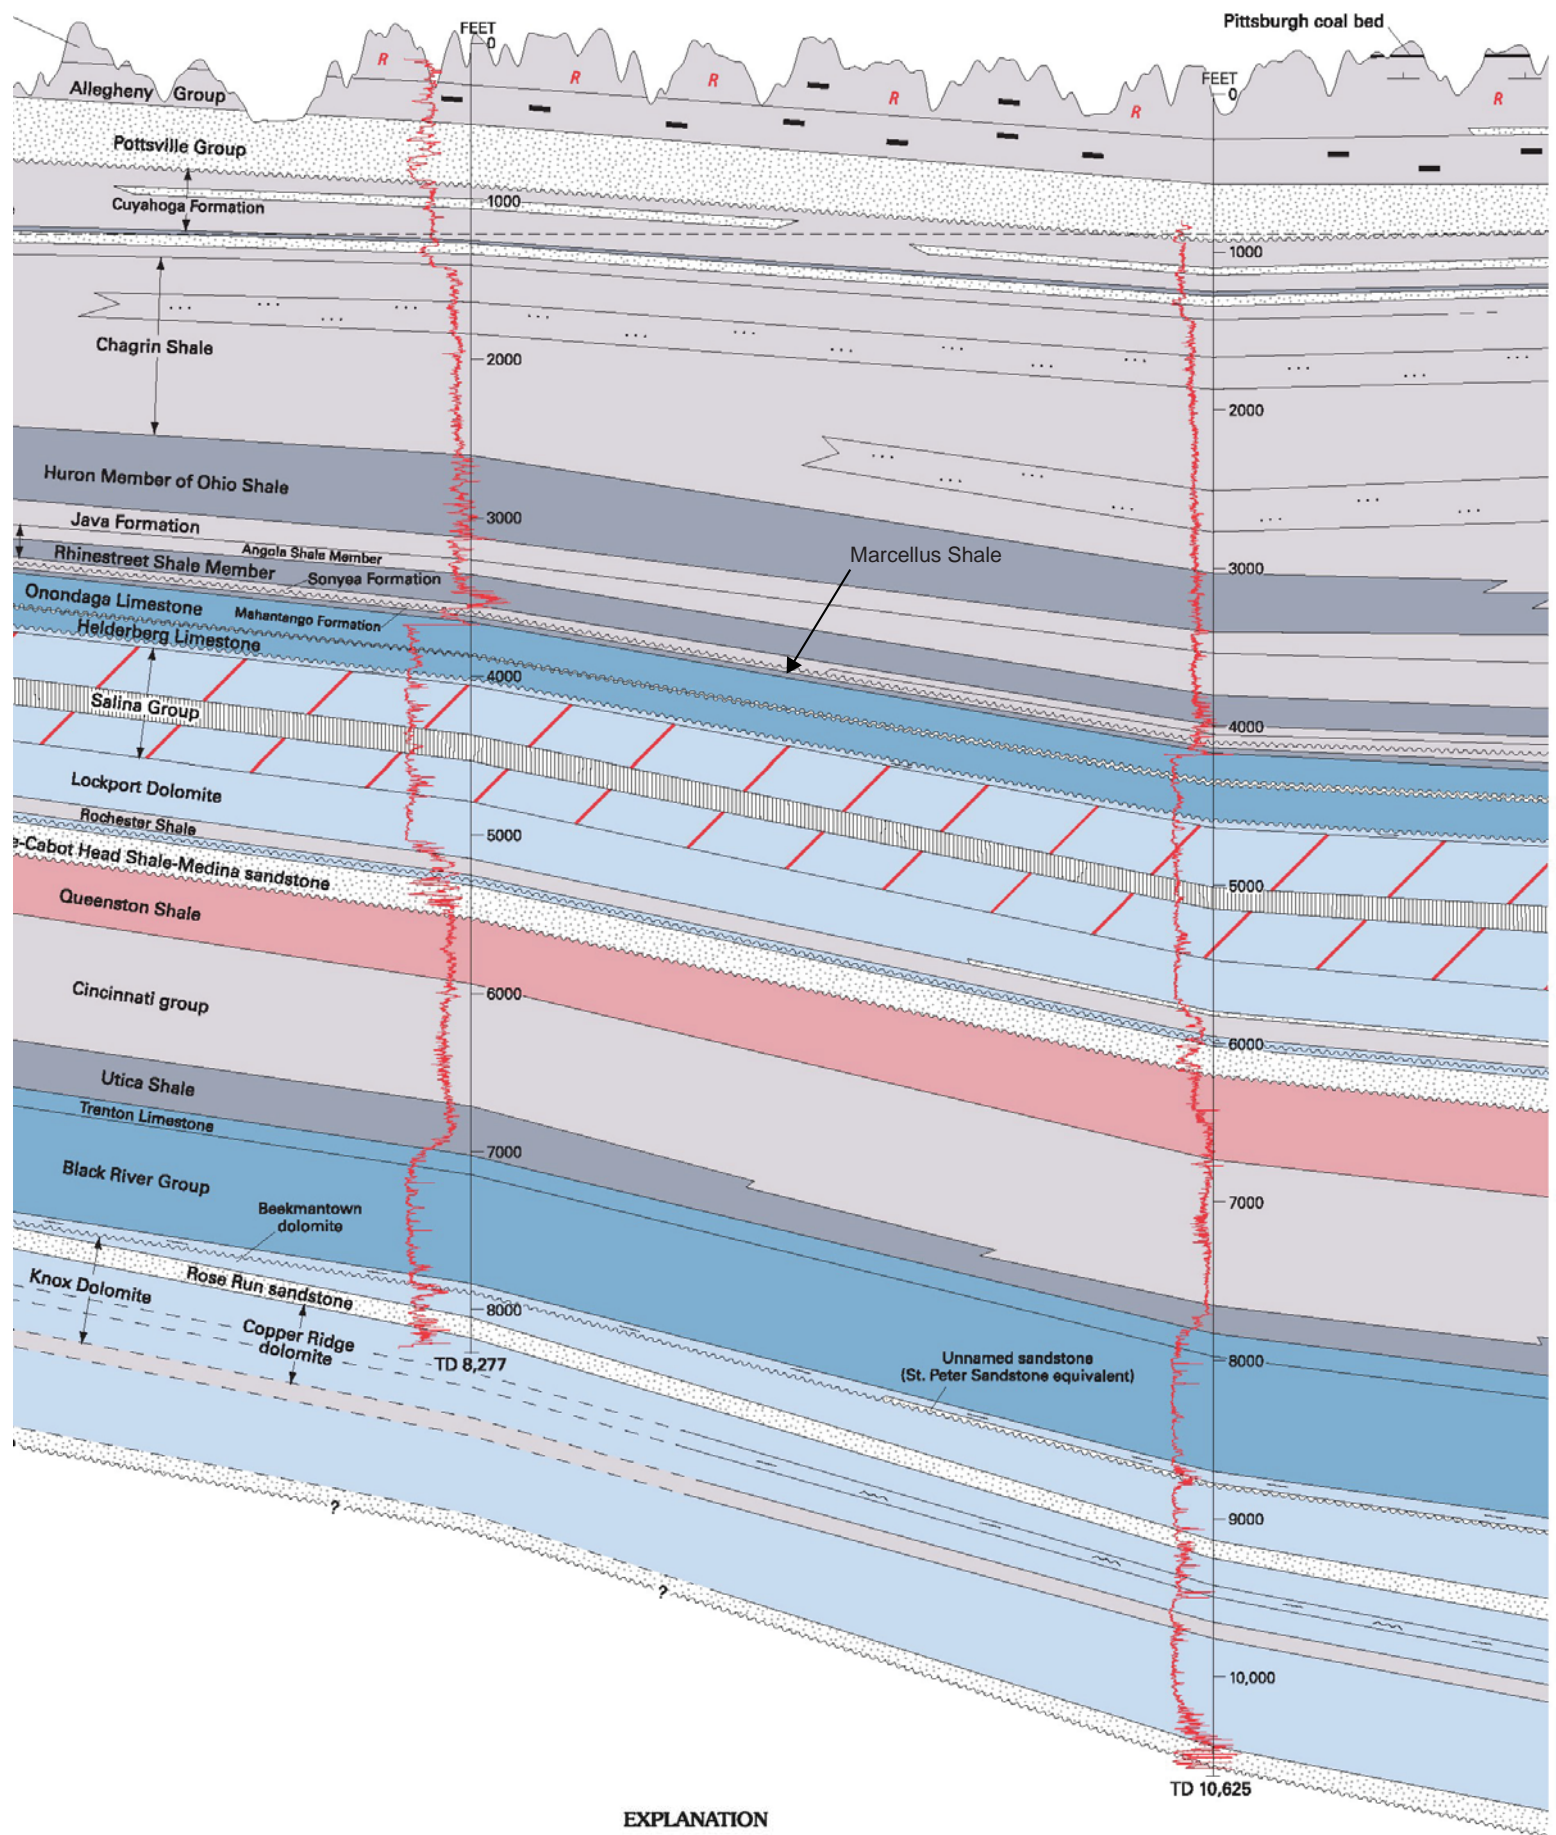 Pittsburgh coal bed
FEET
0
FEET
0
R
R
R
R
R
R
Allegheny Group
Pottsville Group
Cuyahoga Formation
1000
1000
Chagrin Shale
2000
2000
Huron Member of Ohio Shale
3000
3000
Java Formation
Angola Shale Member
Rhinestreet Shale Member
Sonyea Formation
Marcellus Shale
Onondaga Limestone
Mahantango Formation
Helderberg Limestone
4000
4000
Salina Group
Lockport Dolomite
Rochester Shale
5000
5000
-Cabot Head Shale-Medina sandstone
Queenston Shale
Cincinnati group
6000
6000
Utica Shale
Trenton Limestone
7000
7000
Black River Group
Beekmantown
dolomite
Rose Run sandstone
Knox Dolomite
8000
8000
Copper Ridge
dolomite
TD 8,277
Unnamed sandstone
(St. Peter Sandstone equivalent)
?
?
9000
10,000
TD 10,625
EXPLANATION